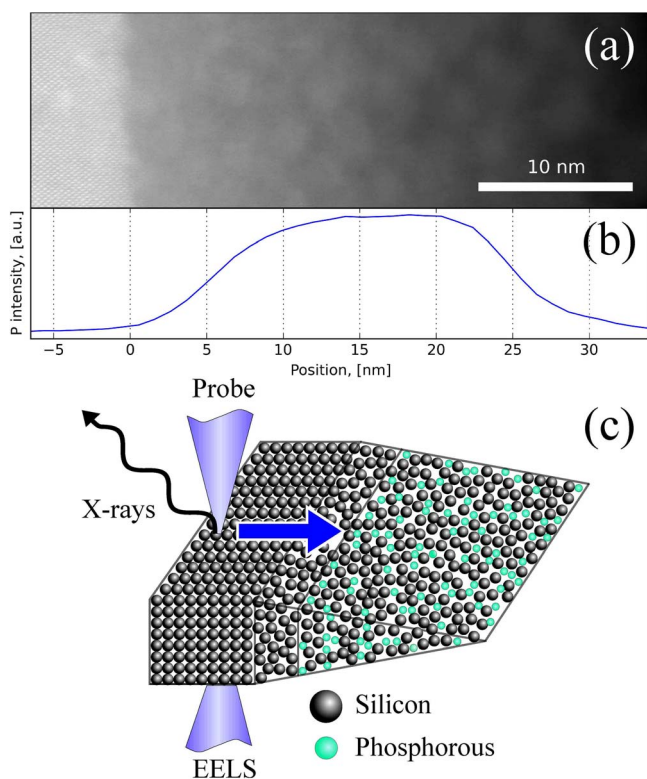 (a)
10 nm
P intensity, [a.u.]
(b)
−5 0 5 10 15 20 25 30
Position, [nm]
Probe
(c)
X-rays
Silicon
Phosphorous
EELS